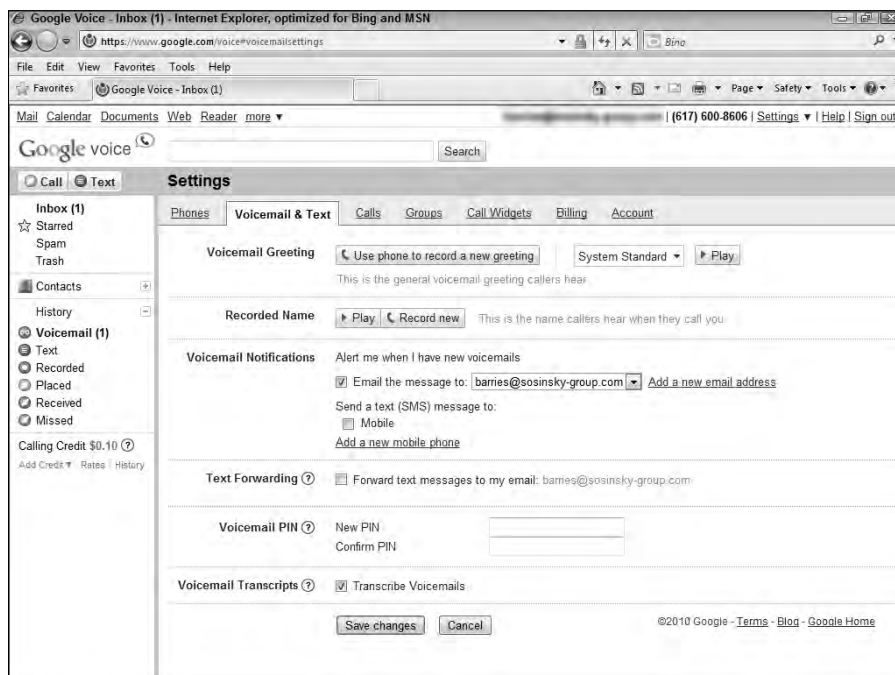 Google Voice - Inbox (1) - Internet Explorer, optimized for Bing and MSN
https://www.google.com/voice#voicemailsettings
Bing
File Edit View Favorites Tools Help
Favorites Google Voice - Inbox (1) Page Safety Tools
Mail Calendar Documents Web Reader more ▼ | (617) 600-8606 | Settings ▼ | Help | Sign out
Google voice Search
Call Text Settings
Phones Voicemail & Text Calls Groups Call Widgets Billing Account
Inbox (1)
Starred
Spam
Trash
Contacts
History
Voicemail (1)
Text
Recorded
Placed
Received
Missed
Calling Credit $0.10 ?
Add Credit ▼ Rates History
Voicemail Greeting Use phone to record a new greeting System Standard Play
This is the general voicemail greeting callers hear
Recorded Name Play Record new This is the name callers hear when they call you
Voicemail Notifications Alert me when I have new voicemails
Email the message to: barries@sosinsky-group.com Add a new email address
Send a text (SMS) message to:
Mobile
Add a new mobile phone
Text Forwarding ? Forward text messages to my email: barries@sosinsky-group.com
Voicemail PIN ? New PIN
Confirm PIN
Voicemail Transcripts ? Transcribe Voicemails
Save changes Cancel
©2010 Google - Terms - Blog - Google Home